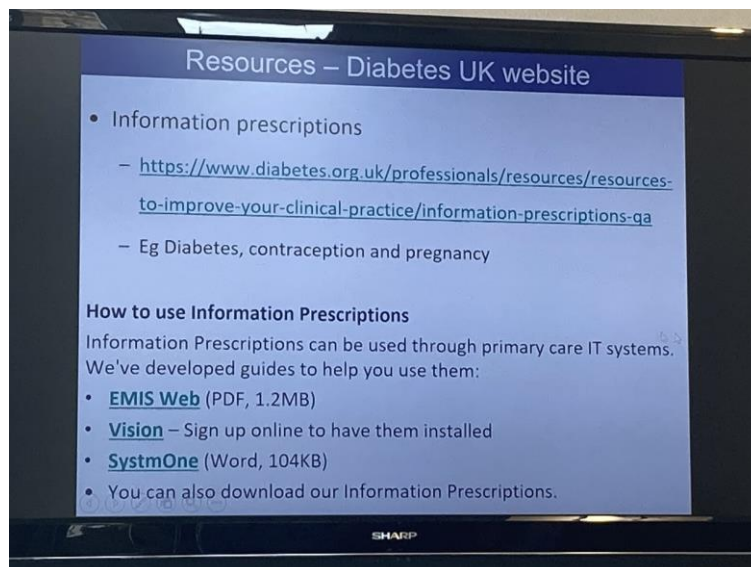 Resources – Diabetes UK website
• Information prescriptions
– https://www.diabetes.org.uk/professionals/resources/resources-
to-improve-your-clinical-practice/information-prescriptions-qa
– Eg Diabetes, contraception and pregnancy
How to use Information Prescriptions
Information Prescriptions can be used through primary care IT systems.
We've developed guides to help you use them:
• EMIS Web (PDF, 1.2MB)
• Vision – Sign up online to have them installed
• SystmOne (Word, 104KB)
• You can also download our Information Prescriptions.
SHARP